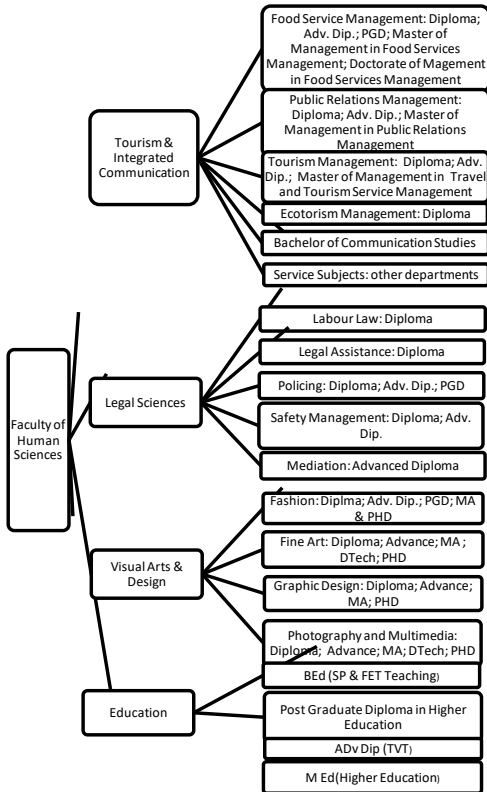 Faculty of
Human
Sciences
Tourism &
Integrated
Communication
Food Service Management: Diploma;
Adv. Dip.; PGD; Master of
Management in Food Services
Management; Doctorate of Magement
in Food Services Management
Public Relations Management:
Diploma; Adv. Dip.; Master of
Management in Public Relations
Management
Tourism Management: Diploma; Adv.
Dip.; Master of Management in Travel
and Tourism Service Management
Ecotorism Management: Diploma
Bachelor of Communication Studies
Service Subjects: other departments
Legal Sciences
Labour Law: Diploma
Legal Assistance: Diploma
Policing: Diploma; Adv. Dip.; PGD
Safety Management: Diploma; Adv.
Dip.
Mediation: Advanced Diploma
Visual Arts &
Design
Fashion: Diplma; Adv. Dip.; PGD; MA
& PHD
Fine Art: Diploma; Advance; MA ;
DTech; PHD
Graphic Design: Diploma; Advance;
MA; PHD
Photography and Multimedia:
Diploma; Advance; MA; DTech; PHD
Education
BEd (SP & FET Teaching)
Post Graduate Diploma in Higher
Education
ADv Dip (TVT)
M Ed(Higher Education)